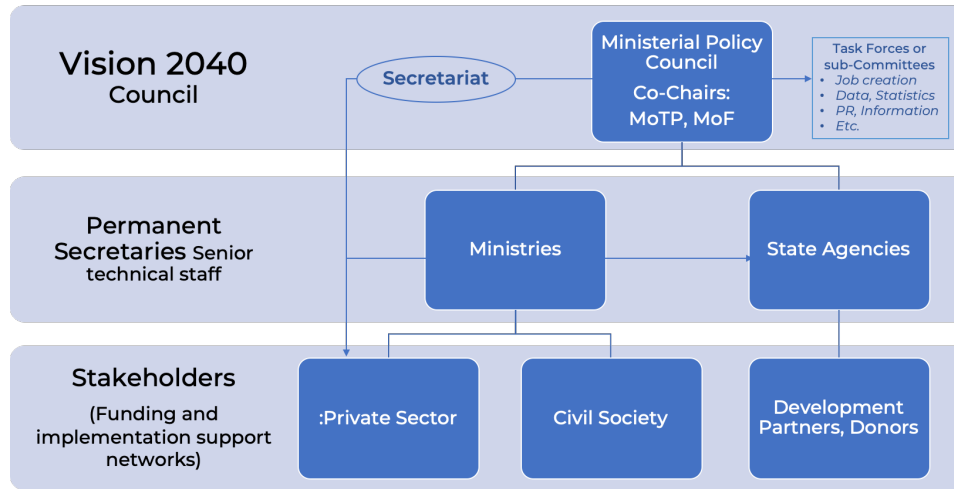 Vision 2040
Council
Secretariat
Ministerial Policy
Council
Co-Chairs:
MoTP, MoF
Task Forces or
sub-Committees
• Job creation
• Data, Statistics
• PR, Information
• Etc.
Permanent
Secretaries Senior
technical staff
Ministries
State Agencies
Stakeholders
(Funding and
implementation support
networks)
:Private Sector
Civil Society
Development
Partners, Donors